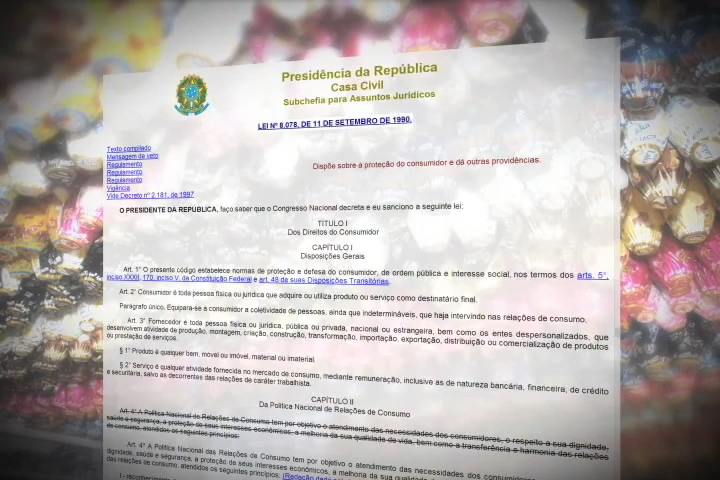 Presidência da República
Casa Civil
Subchefia para Assuntos Jurídicos
LEI Nº 8.078, DE 11 DE SETEMBRO DE 1990.
Texto compilado
Mensagem de veto
Regulamento
Regulamento
Regulamento
Vigência
Vide Decreto nº 2.181, de 1997
Dispõe sobre a proteção do consumidor e dá outras providências.
O PRESIDENTE DA REPÚBLICA, faço saber que o Congresso Nacional decreta e eu sanciono a seguinte lei:
TÍTULO I
Dos Direitos do Consumidor
CAPÍTULO I
Disposições Gerais
Art. 1° O presente código estabelece normas de proteção e defesa do consumidor, de ordem pública e interesse social, nos termos dos arts. 5°,
inciso XXXII, 170, inciso V, da Constituição Federal e art. 48 de suas Disposições Transitórias.
Art. 2° Consumidor é toda pessoa física ou jurídica que adquire ou utiliza produto ou serviço como destinatário final.
Parágrafo único. Equipara-se a consumidor a coletividade de pessoas, ainda que indetermináveis, que haja intervindo nas relações de consumo.
Art. 3° Fornecedor é toda pessoa física ou jurídica, pública ou privada, nacional ou estrangeira, bem como os entes despersonalizados, que
desenvolvem atividade de produção, montagem, criação, construção, transformação, importação, exportação, distribuição ou comercialização de produtos
ou prestação de serviços.
§ 1° Produto é qualquer bem, móvel ou imóvel, material ou imaterial.
§ 2° Serviço é qualquer atividade fornecida no mercado de consumo, mediante remuneração, inclusive as de natureza bancária, financeira, de crédito
e securitária, salvo as decorrentes das relações de caráter trabalhista.
CAPÍTULO II
Da Política Nacional de Relações de Consumo
Art. 4° A Política Nacional de Relações de Consumo tem por objetivo o atendimento das necessidades dos consumidores, o respeito a sua dignidade,
saúde e segurança, a proteção de seus interesses econômicos, a melhoria da sua qualidade de vida, bem como a transferência e harmonia das relações
de consumo, atendidos os seguintes princípios:
Art. 4° A Política Nacional das Relações de Consumo tem por objetivo o atendimento das necessidades dos
dignidade, saúde e segurança, a proteção de seus interesses econômicos, a melhoria da sua qualidade
das relações de consumo, atendidos os seguintes princípios: (Redação dada